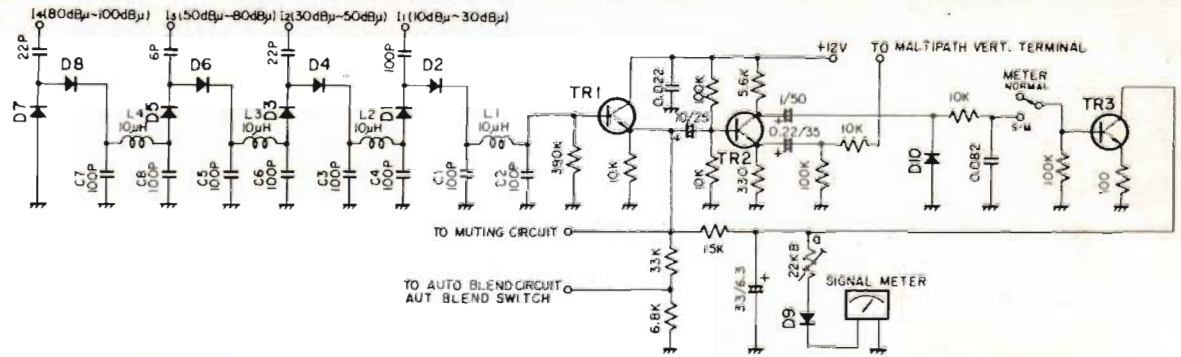 I4(80dBµ~100dBµ) I3(50dBµ~80dBµ) I2(30dBµ~50dBµ) I1(10dBµ~30dBµ)
22P
6P
22P
100P
D8
D6
D4
D2
D7
D5
D3
D1
L4
10µH
L3
10µH
L2
10µH
L1
10µH
C7
100P
C8
100P
C5
100P
C6
100P
C3
100P
C4
100P
C1
100P
C2
100P
390K
TR1
10K
0.022
10/25
100K
10K
5.6K
TR2
330
1/50
0.22/35
100K
10K
+12V
TO MALTIPATH VERT. TERMINAL
D10
10K
0.082
METER
NORMAL
S/M
100K
TR3
100
TO MUTING CIRCUIT
33K
15K
TO AUTO BLEND CIRCUIT
AUT BLEND SWITCH
6.8K
33/6.3
22KB
a
D9
SIGNAL METER